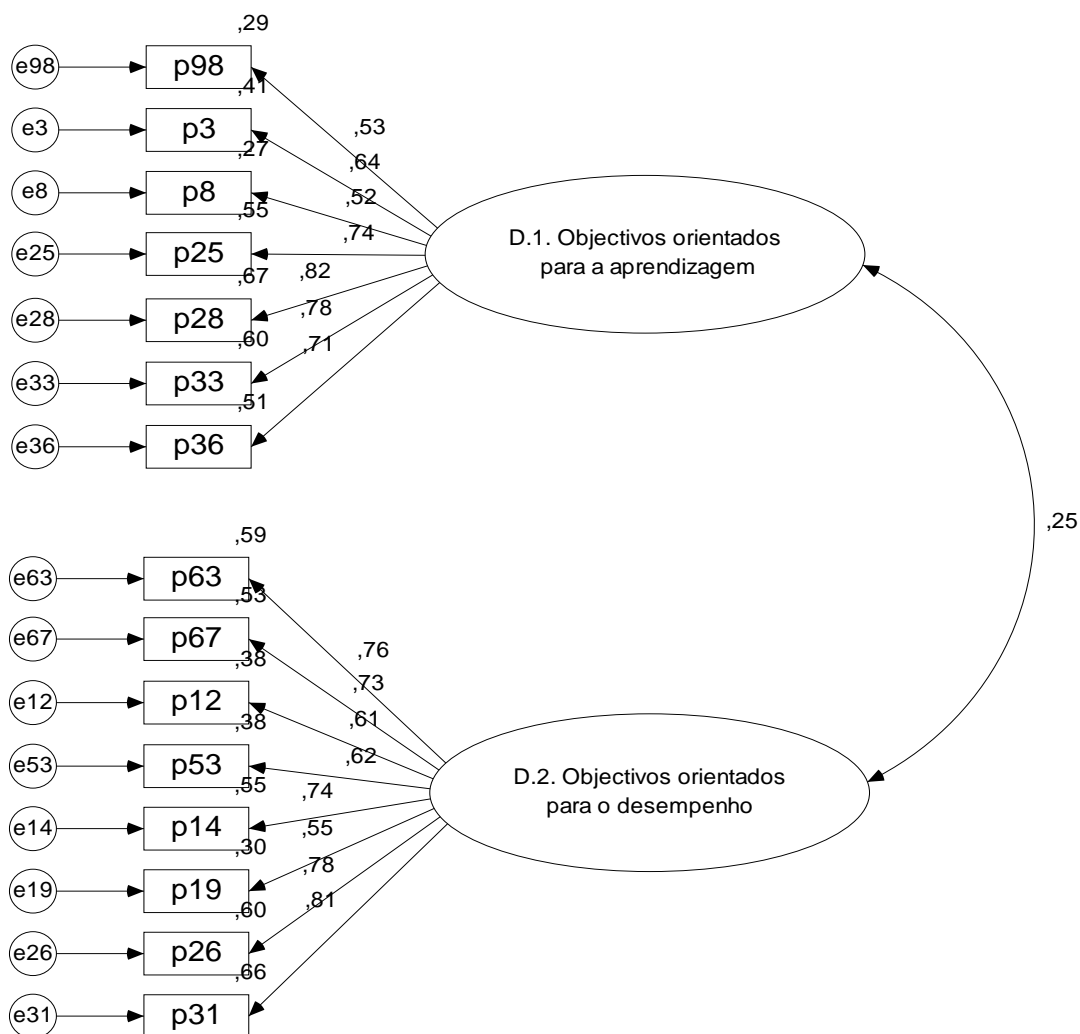 ,29
e98 p98
,41
,53
e3 p3
,27
,64
e8 p8
,52
,55
D.1. Objectivos orientados
para a aprendizagem
,74
e25 p25
,67
,82
e28 p28
,78
,60
,71
e33 p33
,51
e36 p36
,25
,59
e63 p63
,53
,76
e67 p67
,38
,73
e12 p12
,61
,38
,62
e53 p53
,55
D.2. Objectivos orientados
para o desempenho
,74
e14 p14
,55
,30
,78
e19 p19
,60
,81
e26 p26
,66
e31 p31